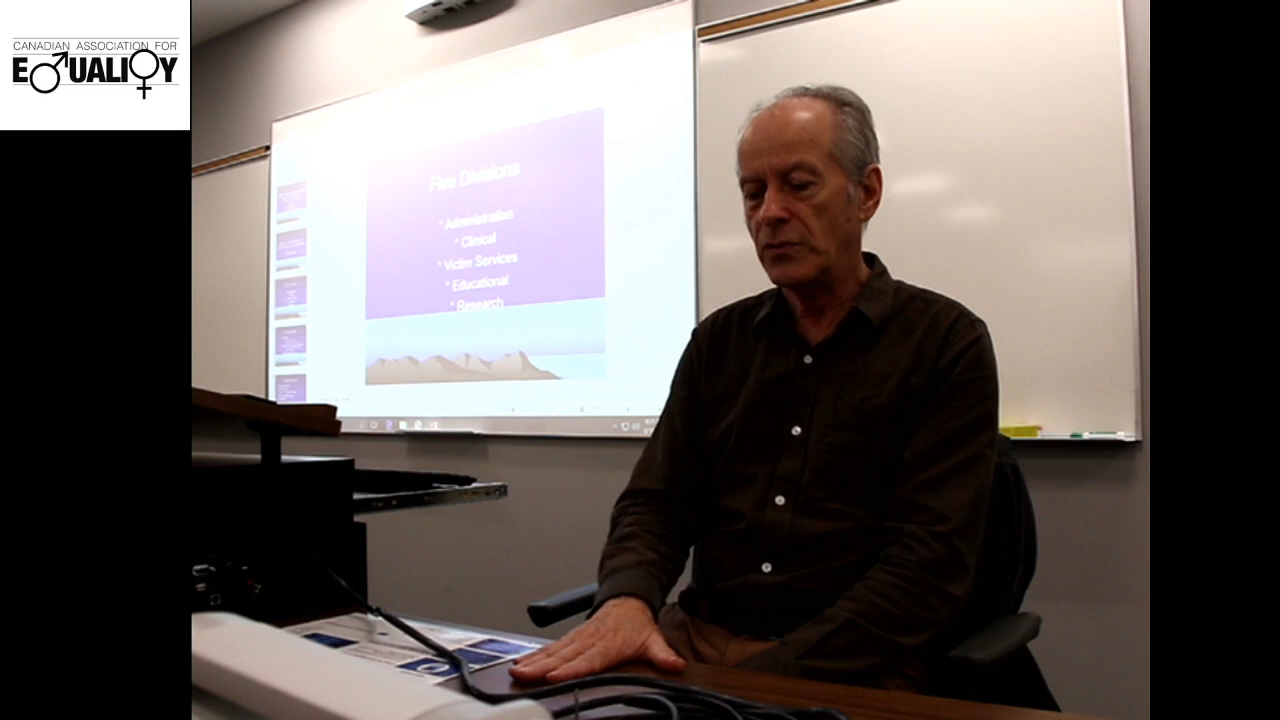 CANADIAN ASSOCIATION FOR
EQUALITY
Five Divisions
* Administration
* Clinical
* Victim Services
* Educational
* Research